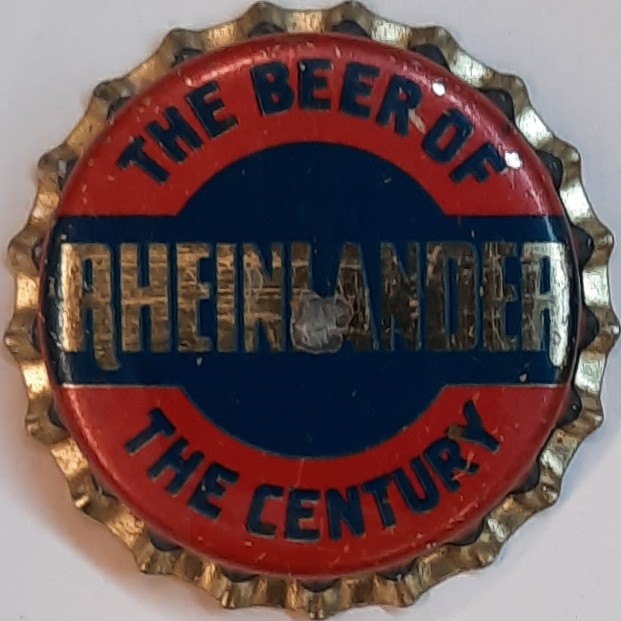 THE BEER OF
RHEINLANDER
THE CENTURY